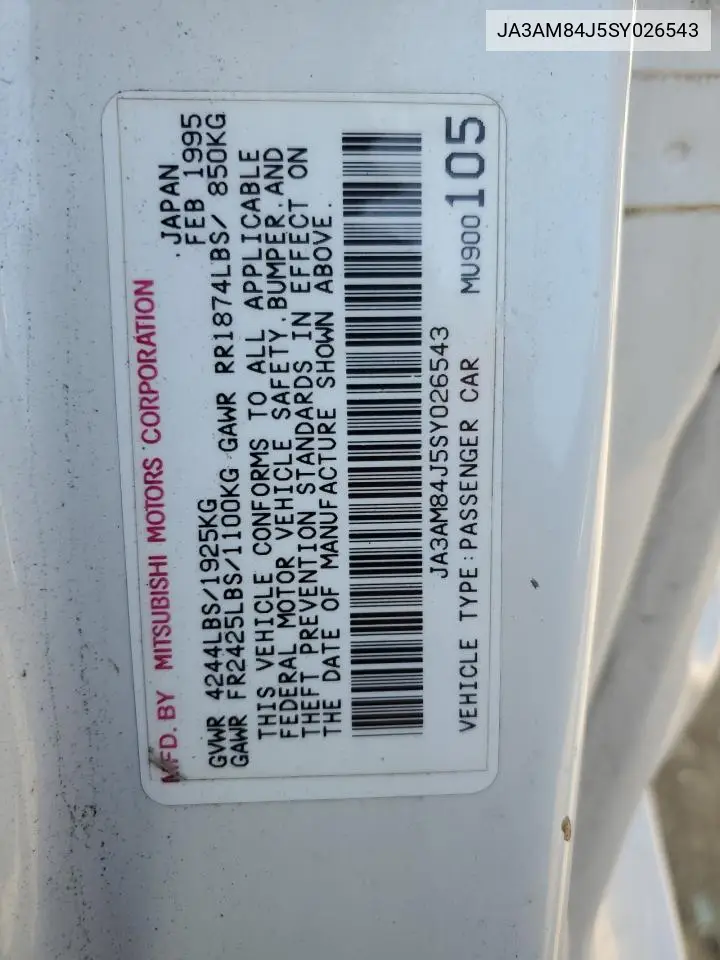 JA3AM84J5SY026543
MFD. BY MITSUBISHI MOTORS CORPORATION
JAPAN
FEB 1995
GVWR 4244LBS/1925KG
GAWR FR2425LBS/1100KG GAWR RR1874LBS/ 850KG
THIS VEHICLE CONFORMS TO ALL APPLICABLE
FEDERAL MOTOR VEHICLE SAFETY, BUMPER, AND
THEFT PREVENTION STANDARDS IN EFFECT ON
THE DATE OF MANUFACTURE SHOWN ABOVE.
JA3AM84J5SY026543
VEHICLE TYPE:PASSENGER CAR MU900105